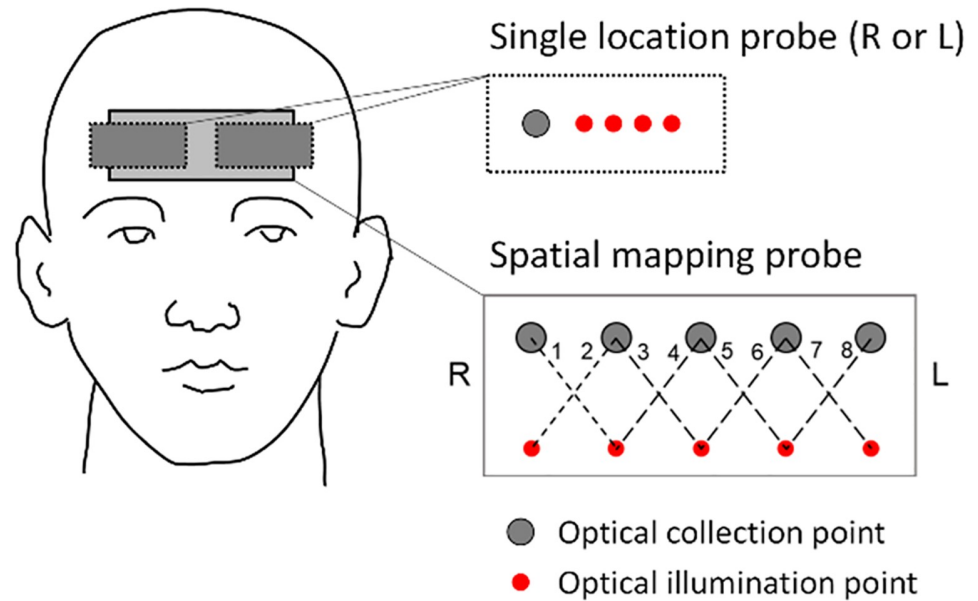 Single location probe (R or L)
Spatial mapping probe
1 2 3 4 5 6 7 8
R L
Optical collection point
Optical illumination point